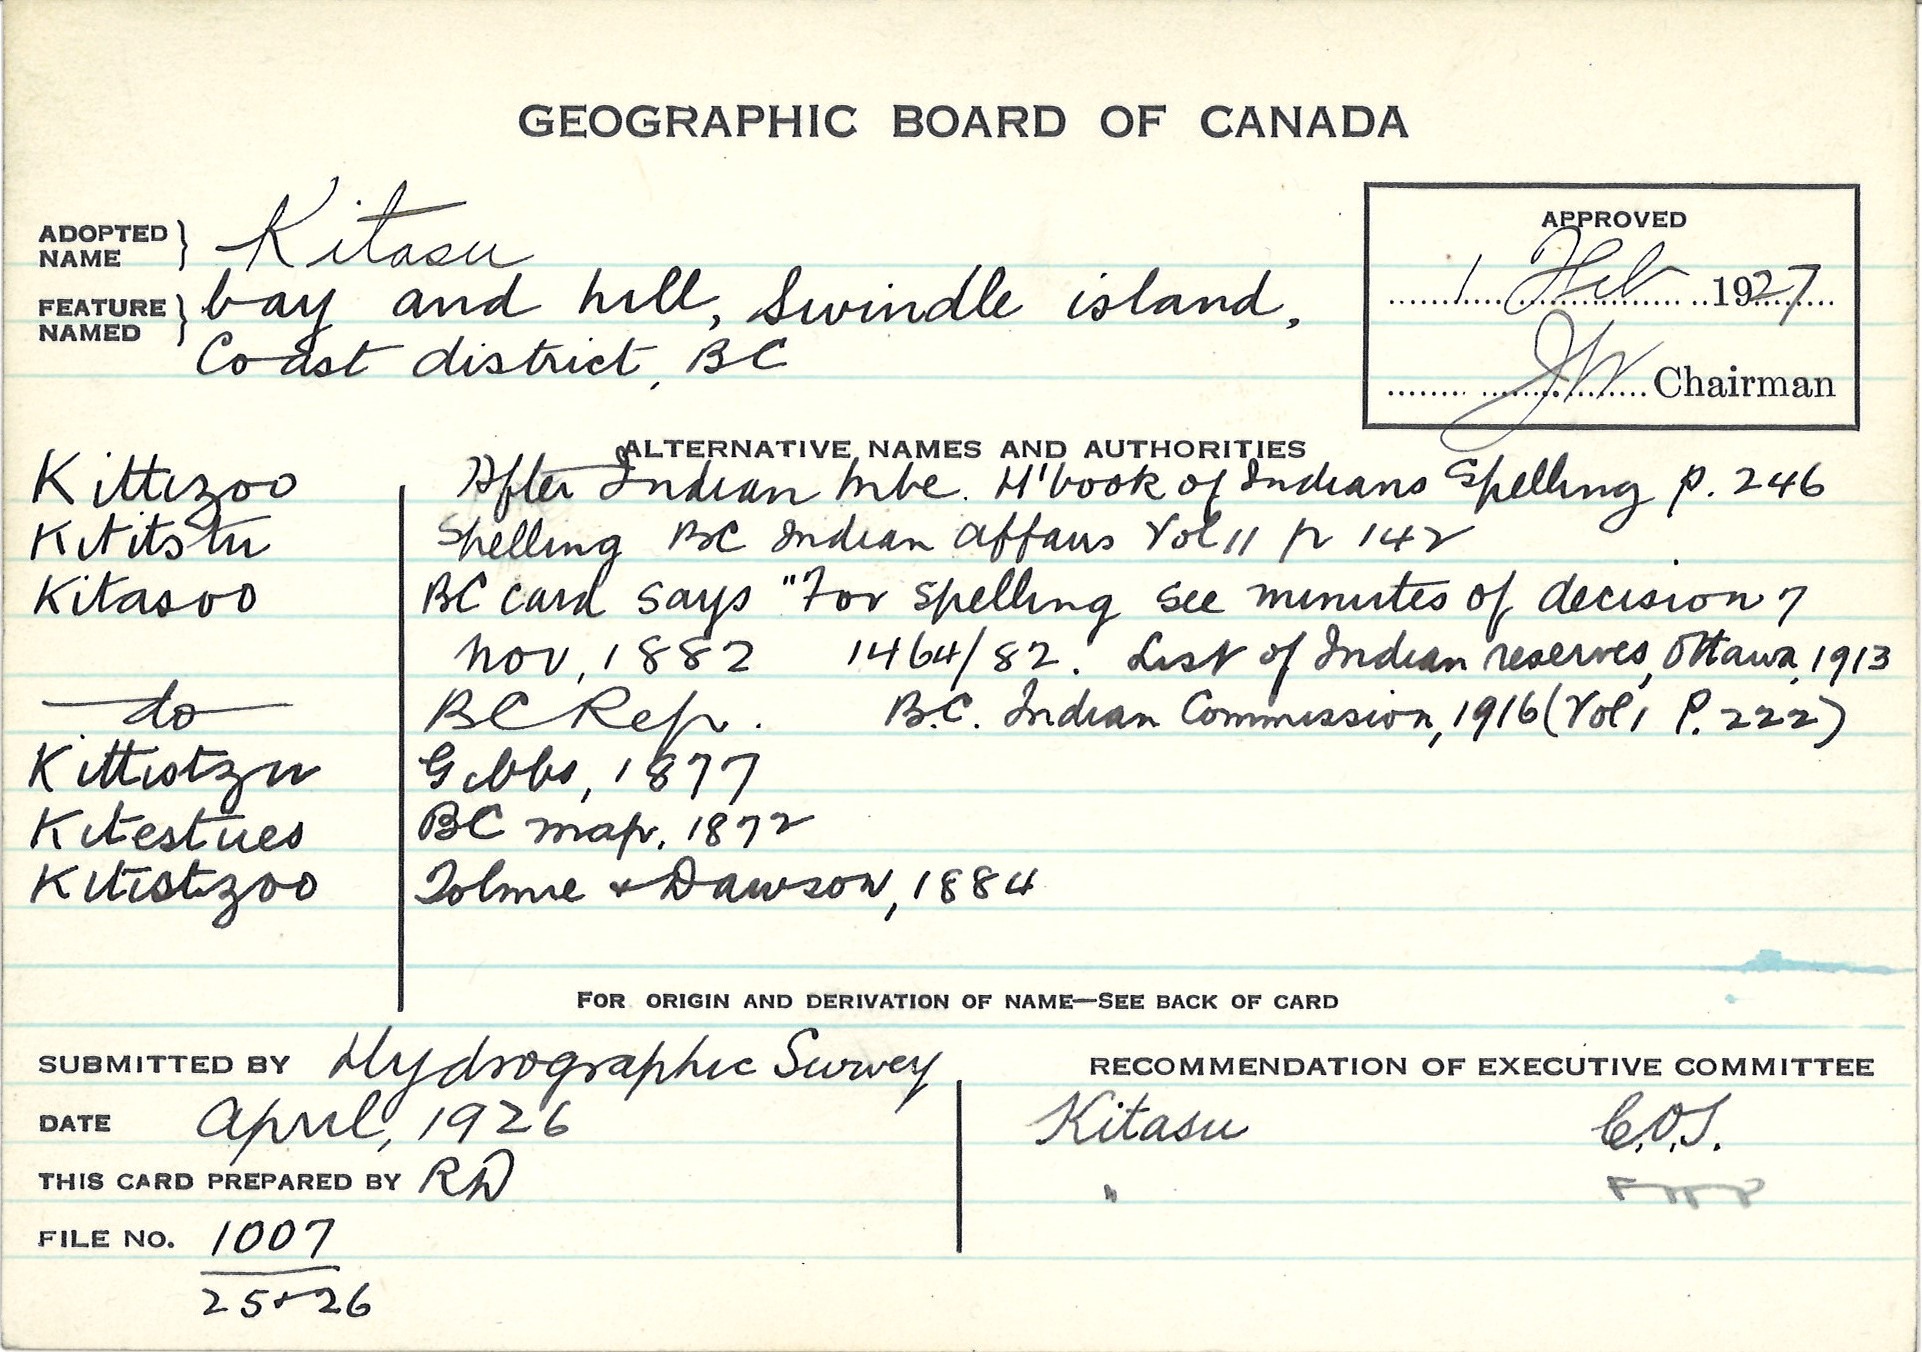 GEOGRAPHIC BOARD OF CANADA
ADOPTED NAME } Kitasu
FEATURE NAMED } bay and hill, Swindle island,
Coast district, BC
APPROVED
1 Feb 1927
JW Chairman
ALTERNATIVE NAMES AND AUTHORITIES
Kittizoo After Indian tribe. H'book of Indians Spelling p. 246
Kititstu Spelling BC Indian Affairs Vol 11 p 142
Kitasoo BC card says "For spelling see minutes of decision 7
Nov, 1882 1464/82. List of Indian reserves, Ottawa, 1913
do BC Rep. B.C. Indian Commission, 1916 (Vol 1 P. 222)
Kittistzu Gibbs, 1877
Kitestues BC map, 1872
Kitistzoo Tolmie & Dawson, 1884
FOR ORIGIN AND DERIVATION OF NAME—SEE BACK OF CARD
SUBMITTED BY Hydrographic Survey
DATE April, 1926
THIS CARD PREPARED BY RD
FILE NO. 1007
25+26
RECOMMENDATION OF EXECUTIVE COMMITTEE
Kitasu
"